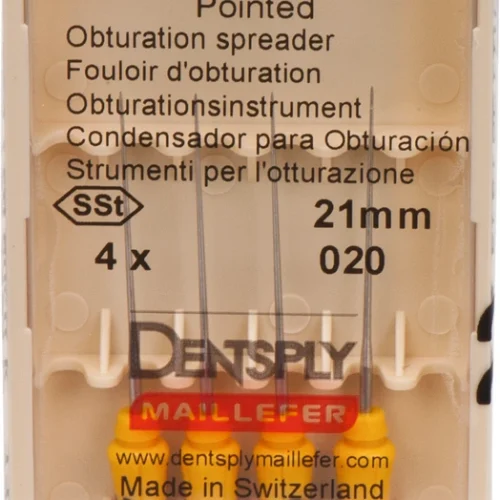 Pointed
Obturation spreader
Fouloir d'obturation
Obturationsinstrument
Condensador para Obturación
Strumenti per l'otturazione
SSt 21mm
4 x 020
DENTSPLY
MAILLEFER
www.dentsplymaillefer.com
Made in Switzerland